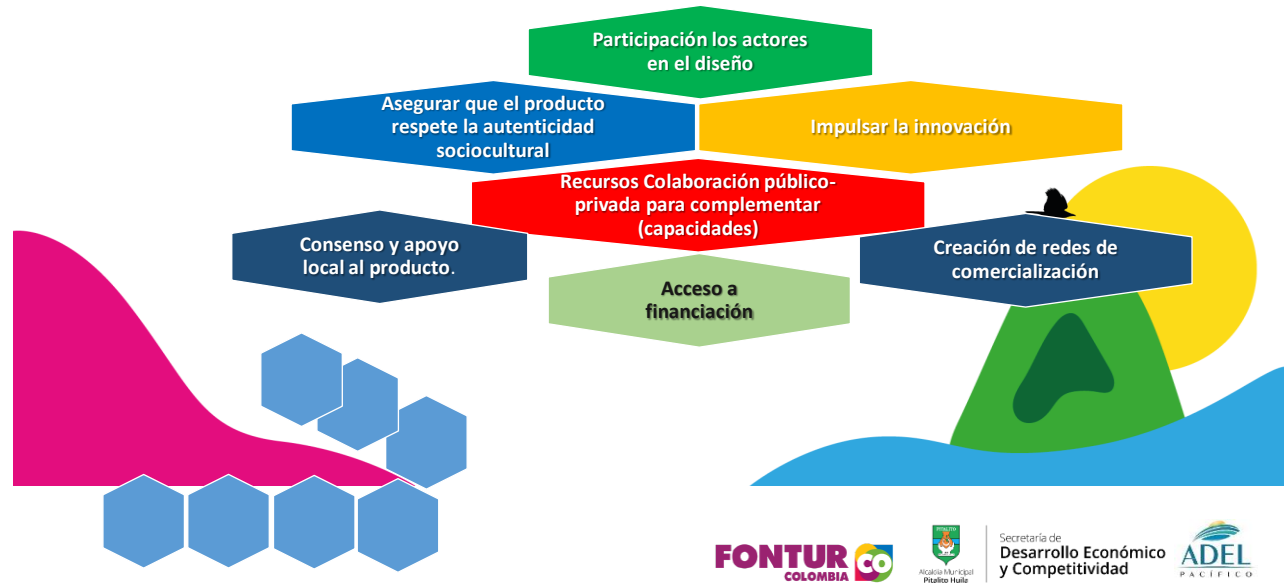 Participación los actores
en el diseño
Asegurar que el producto
respete la autenticidad
sociocultural
Impulsar la innovación
Recursos Colaboración público-
privada para complementar
(capacidades)
Consenso y apoyo
local al producto.
Creación de redes de
comercialización
Acceso a
financiación
FONTUR
COLOMBIA
CO
PITALITO
Alcaldía Municipal
Pitalito Huila
Secretaría de
Desarrollo Económico
y Competitividad
ADEL
PACÍFICO